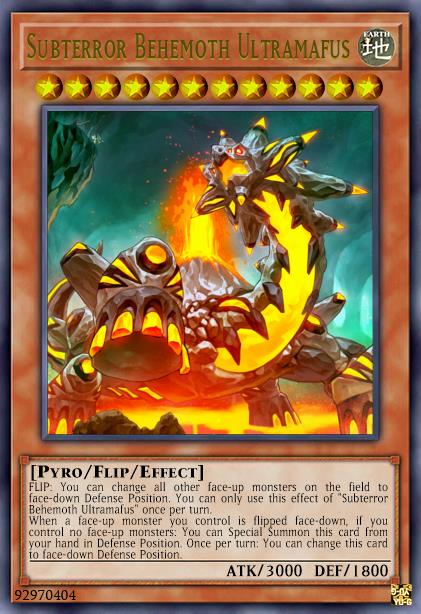 Subterror Behemoth Ultramafus
EARTH
地
[Pyro/Flip/Effect]
FLIP: You can change all other face-up monsters on the field to
face-down Defense Position. You can only use this effect of "Subterror
Behemoth Ultramafus" once per turn.
When a face-up monster you control is flipped face-down, if you
control no face-up monsters: You can Special Summon this card from
your hand in Defense Position. Once per turn: You can change this card
to face-down Defense Position.
ATK/3000 DEF/1800
92970404